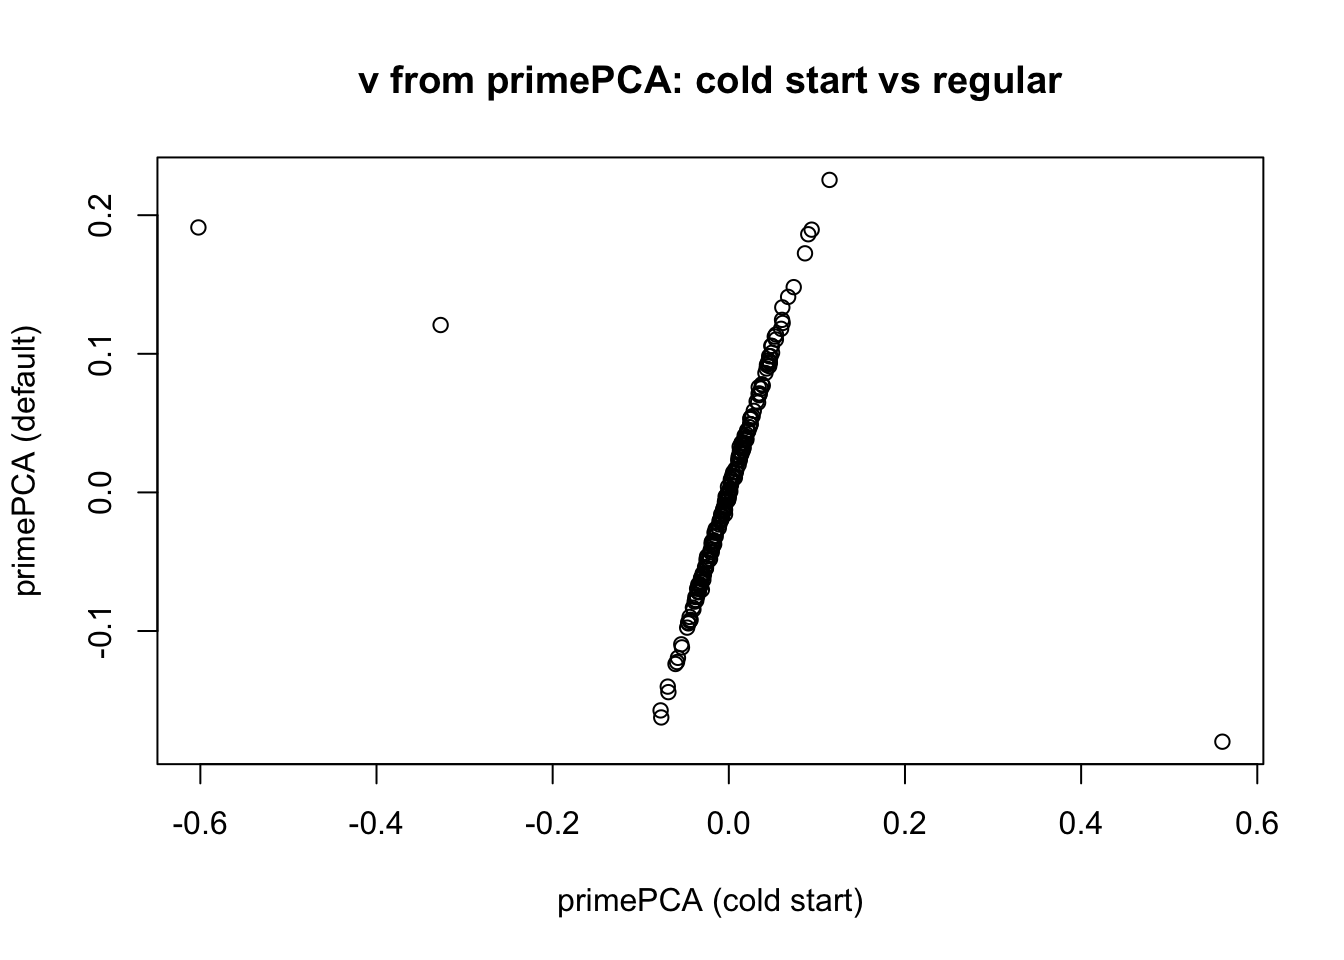 v from primePCA: cold start vs regular
primePCA (default)
0.2
0.1
0.0
-0.1
-0.6 -0.4 -0.2 0.0 0.2 0.4 0.6
primePCA (cold start)